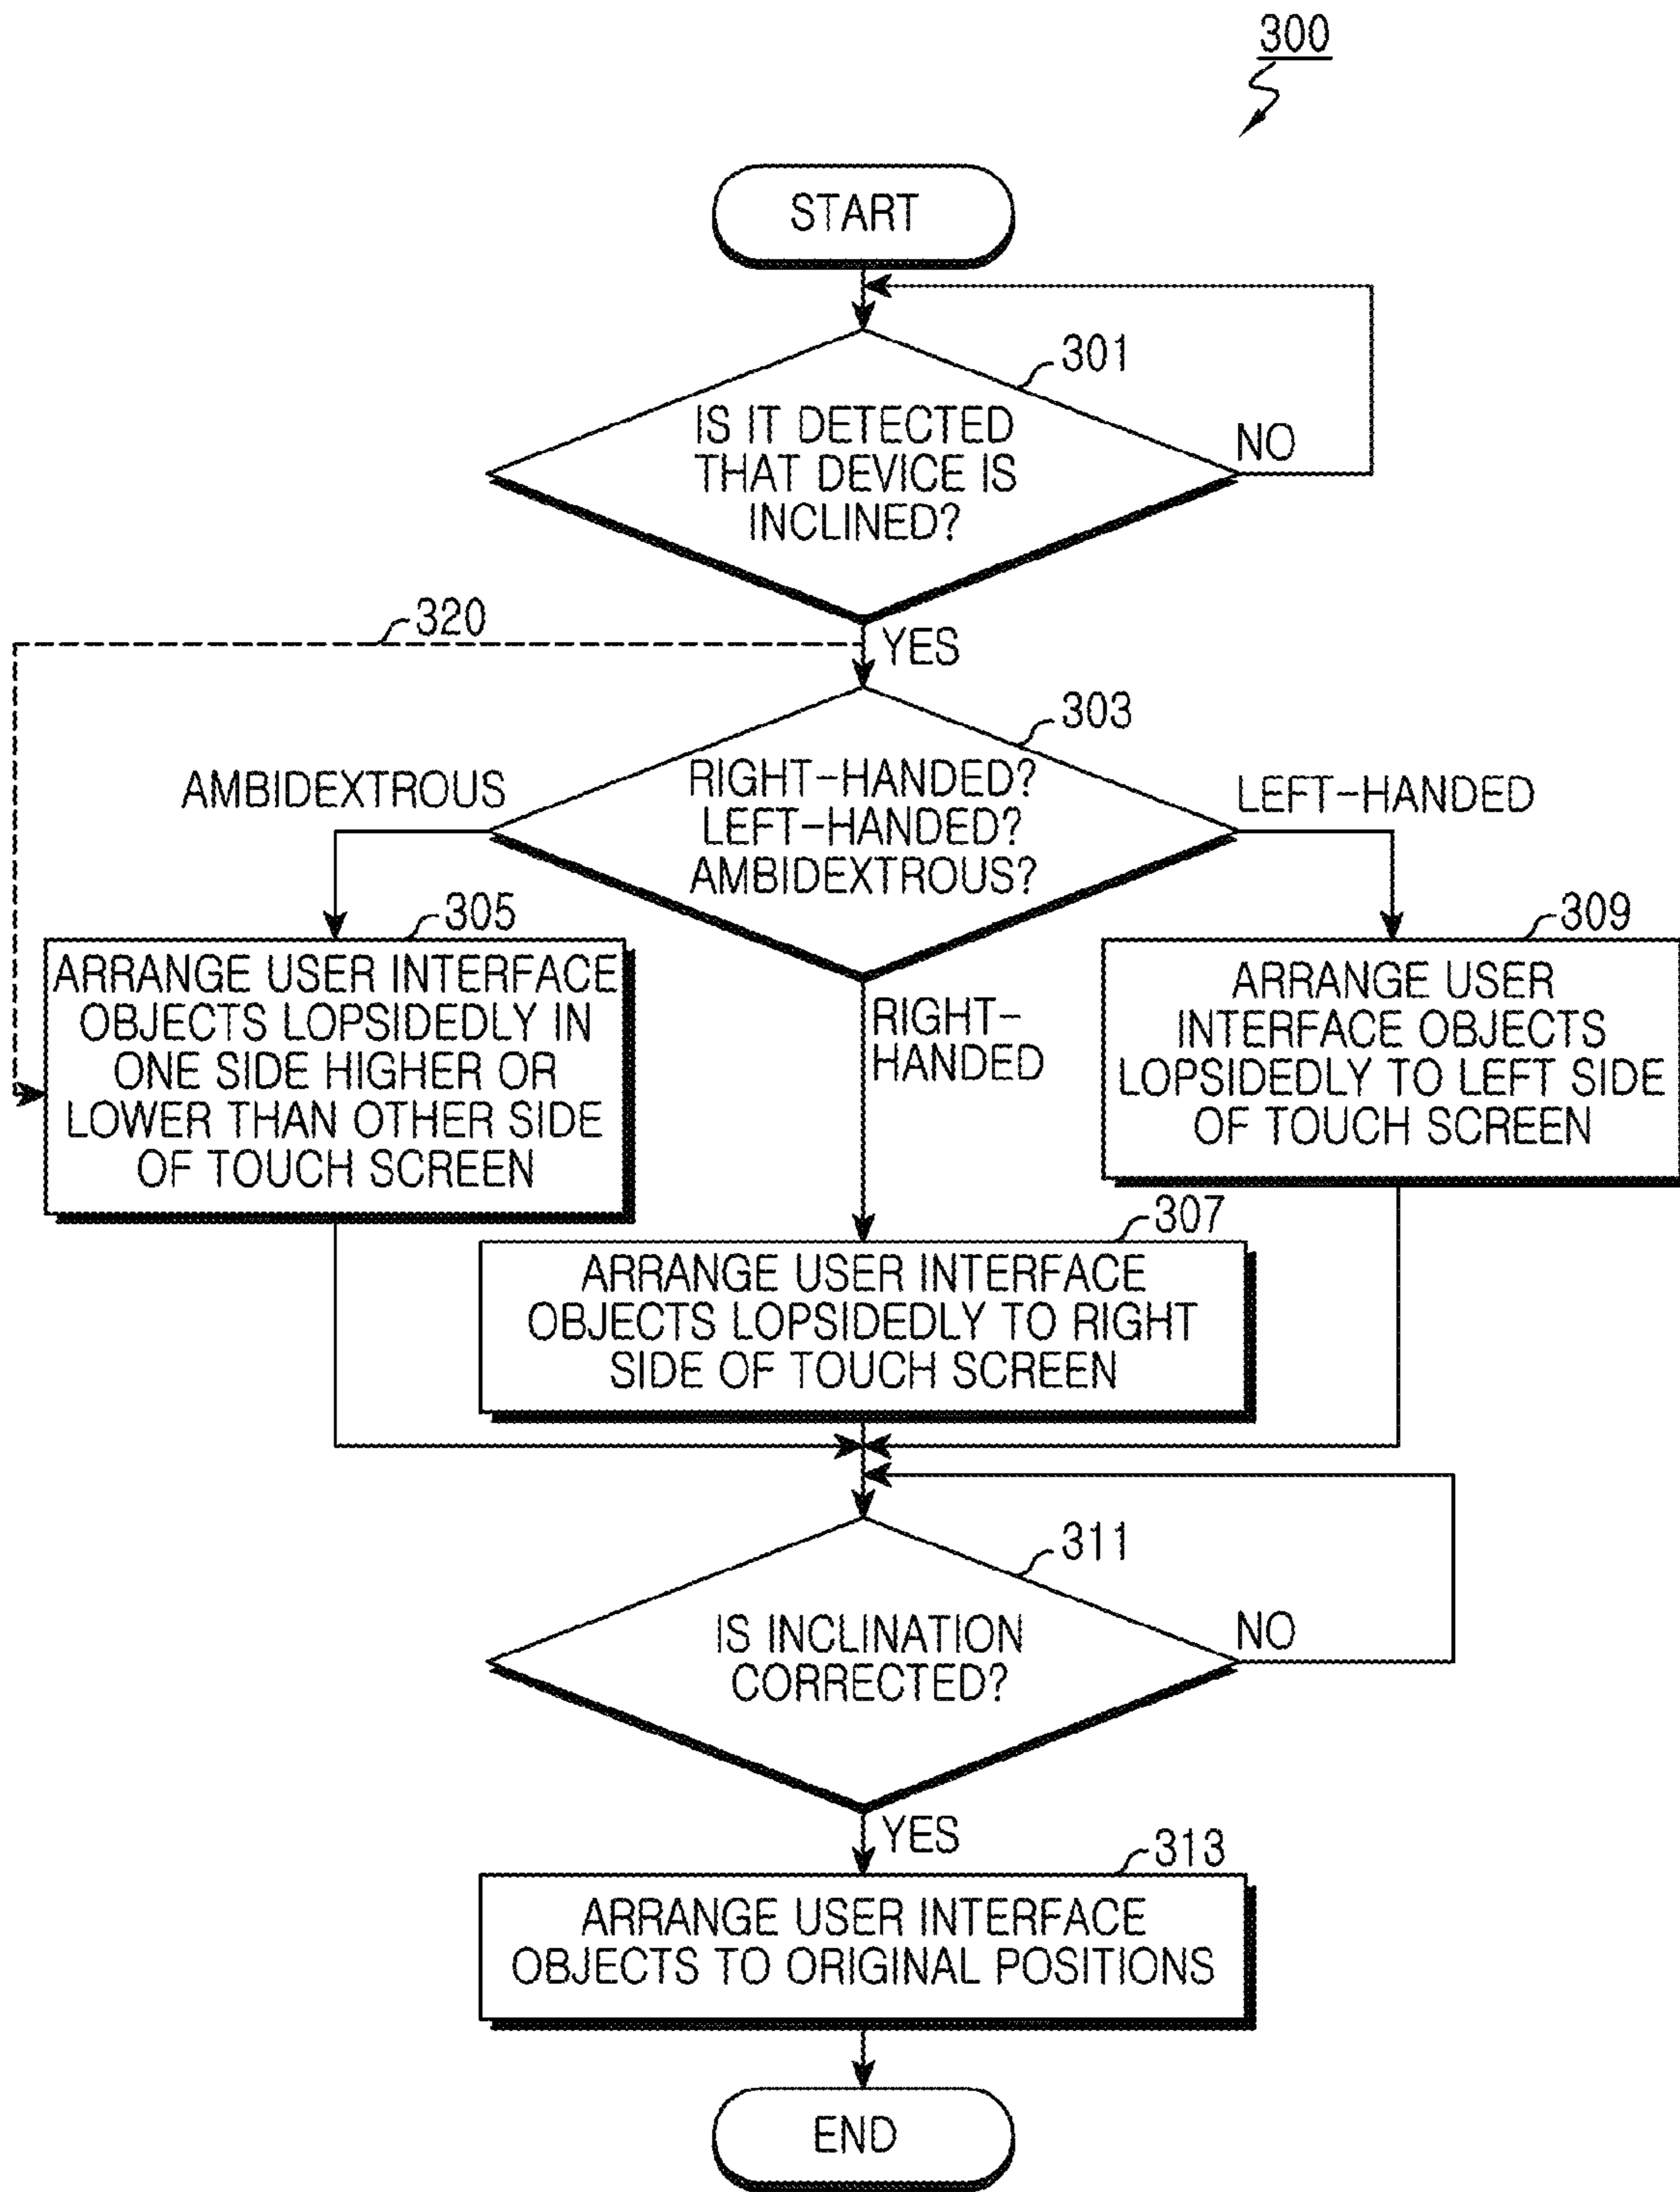 300
START
301
IS IT DETECTED
THAT DEVICE IS
INCLINED?
NO
320
YES
303
RIGHT-HANDED?
LEFT-HANDED?
AMBIDEXTROUS?
AMBIDEXTROUS
LEFT-HANDED
305
ARRANGE USER INTERFACE
OBJECTS LOPSIDEDLY IN
ONE SIDE HIGHER OR
LOWER THAN OTHER SIDE
OF TOUCH SCREEN
RIGHT-
HANDED
309
ARRANGE USER
INTERFACE OBJECTS
LOPSIDEDLY TO LEFT SIDE
OF TOUCH SCREEN
307
ARRANGE USER INTERFACE
OBJECTS LOPSIDEDLY TO RIGHT
SIDE OF TOUCH SCREEN
311
IS INCLINATION
CORRECTED?
NO
YES
313
ARRANGE USER INTERFACE
OBJECTS TO ORIGINAL POSITIONS
END